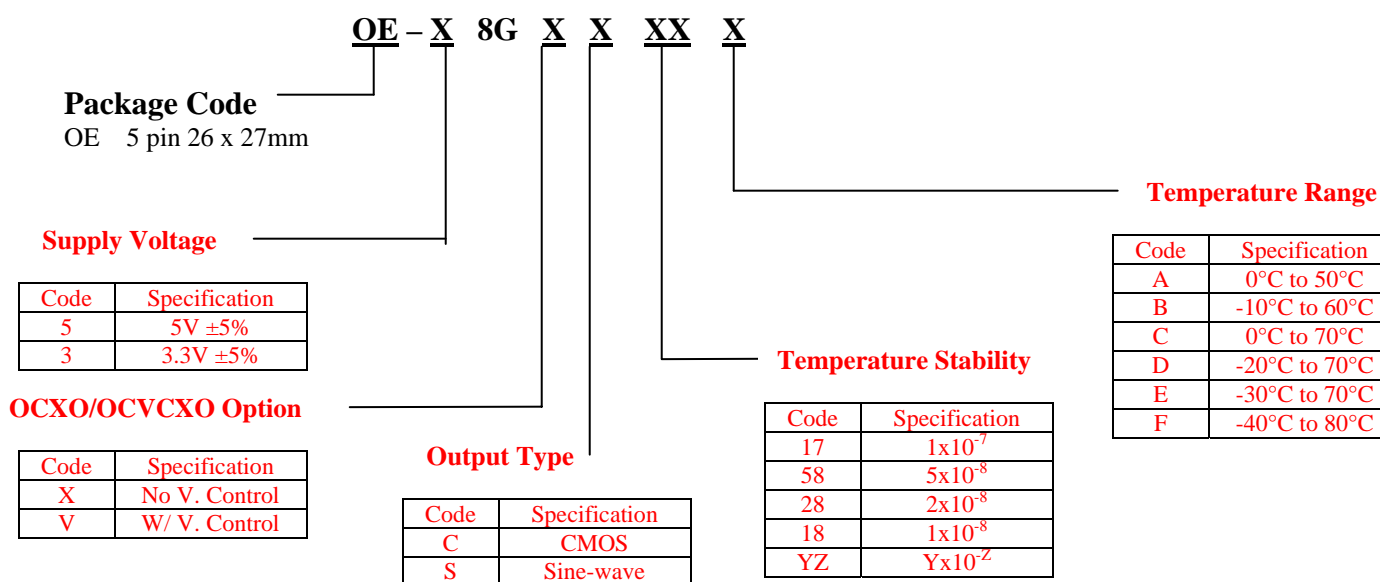 OE – X 8G X X XX X
Package Code
OE 5 pin 26 x 27mm
Supply Voltage
Code Specification
5 5V ±5%
3 3.3V ±5%
OCXO/OCVCXO Option
Code Specification
X No V. Control
V W/ V. Control
Output Type
Code Specification
C CMOS
S Sine-wave
Temperature Stability
Code Specification
17 1x10⁻⁷
58 5x10⁻⁸
28 2x10⁻⁸
18 1x10⁻⁸
YZ Yx10⁻ᶻ
Temperature Range
Code Specification
A 0°C to 50°C
B -10°C to 60°C
C 0°C to 70°C
D -20°C to 70°C
E -30°C to 70°C
F -40°C to 80°C